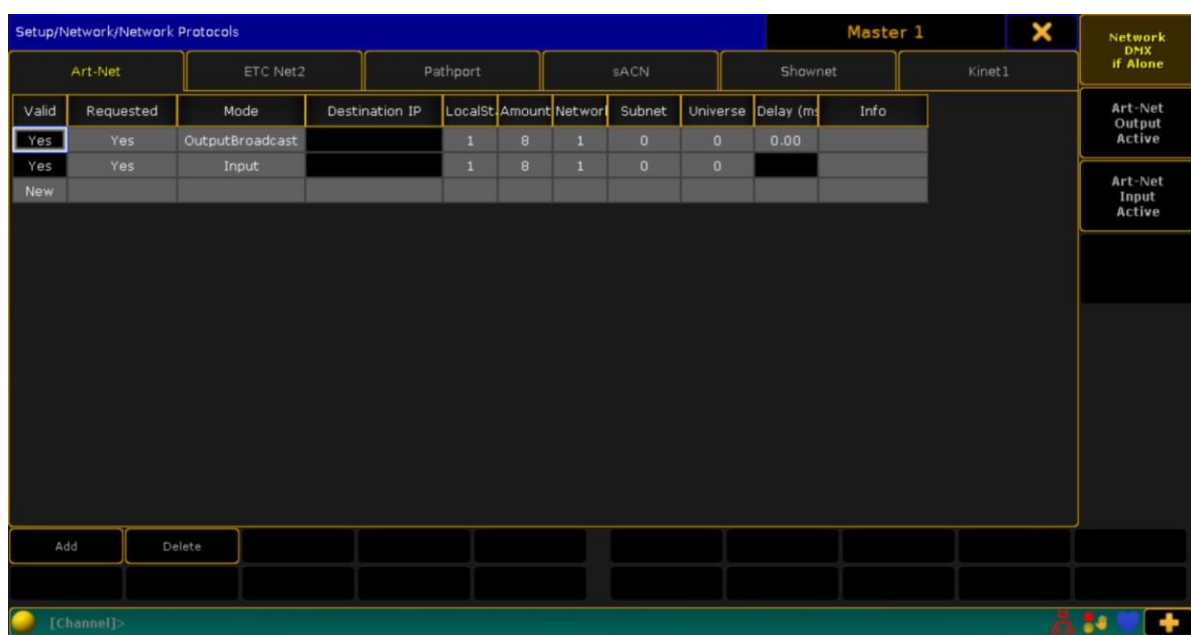 Setup/Network/Network Protocols Master 1 Network DMX if Alone
Art-Net ETC Net2 Pathport sACN Shownet Kinet1
Valid Requested Mode Destination IP LocalSt Amount Networ Subnet Universe Delay (ms Info
Yes Yes OutputBroadcast 1 8 1 0 0 0.00
Yes Yes Input 1 8 1 0 0
New
Art-Net
Output
Active
Art-Net
Input
Active
Add Delete
[Channel]>